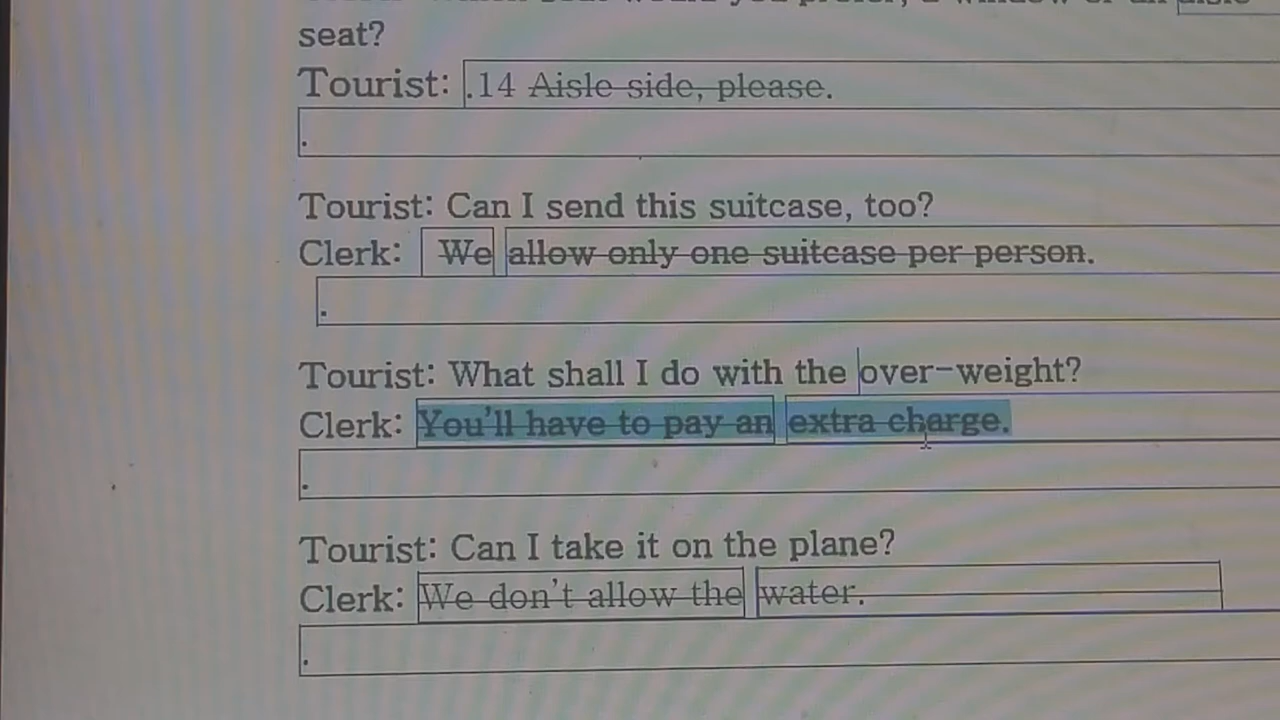 seat?
Tourist: .14 Aisle side, please.
.
Tourist: Can I send this suitcase, too?
Clerk: We allow only one suitcase per person.
.
Tourist: What shall I do with the over-weight?
Clerk: You'll have to pay an extra charge.
.
Tourist: Can I take it on the plane?
Clerk: We don't allow the water.
.